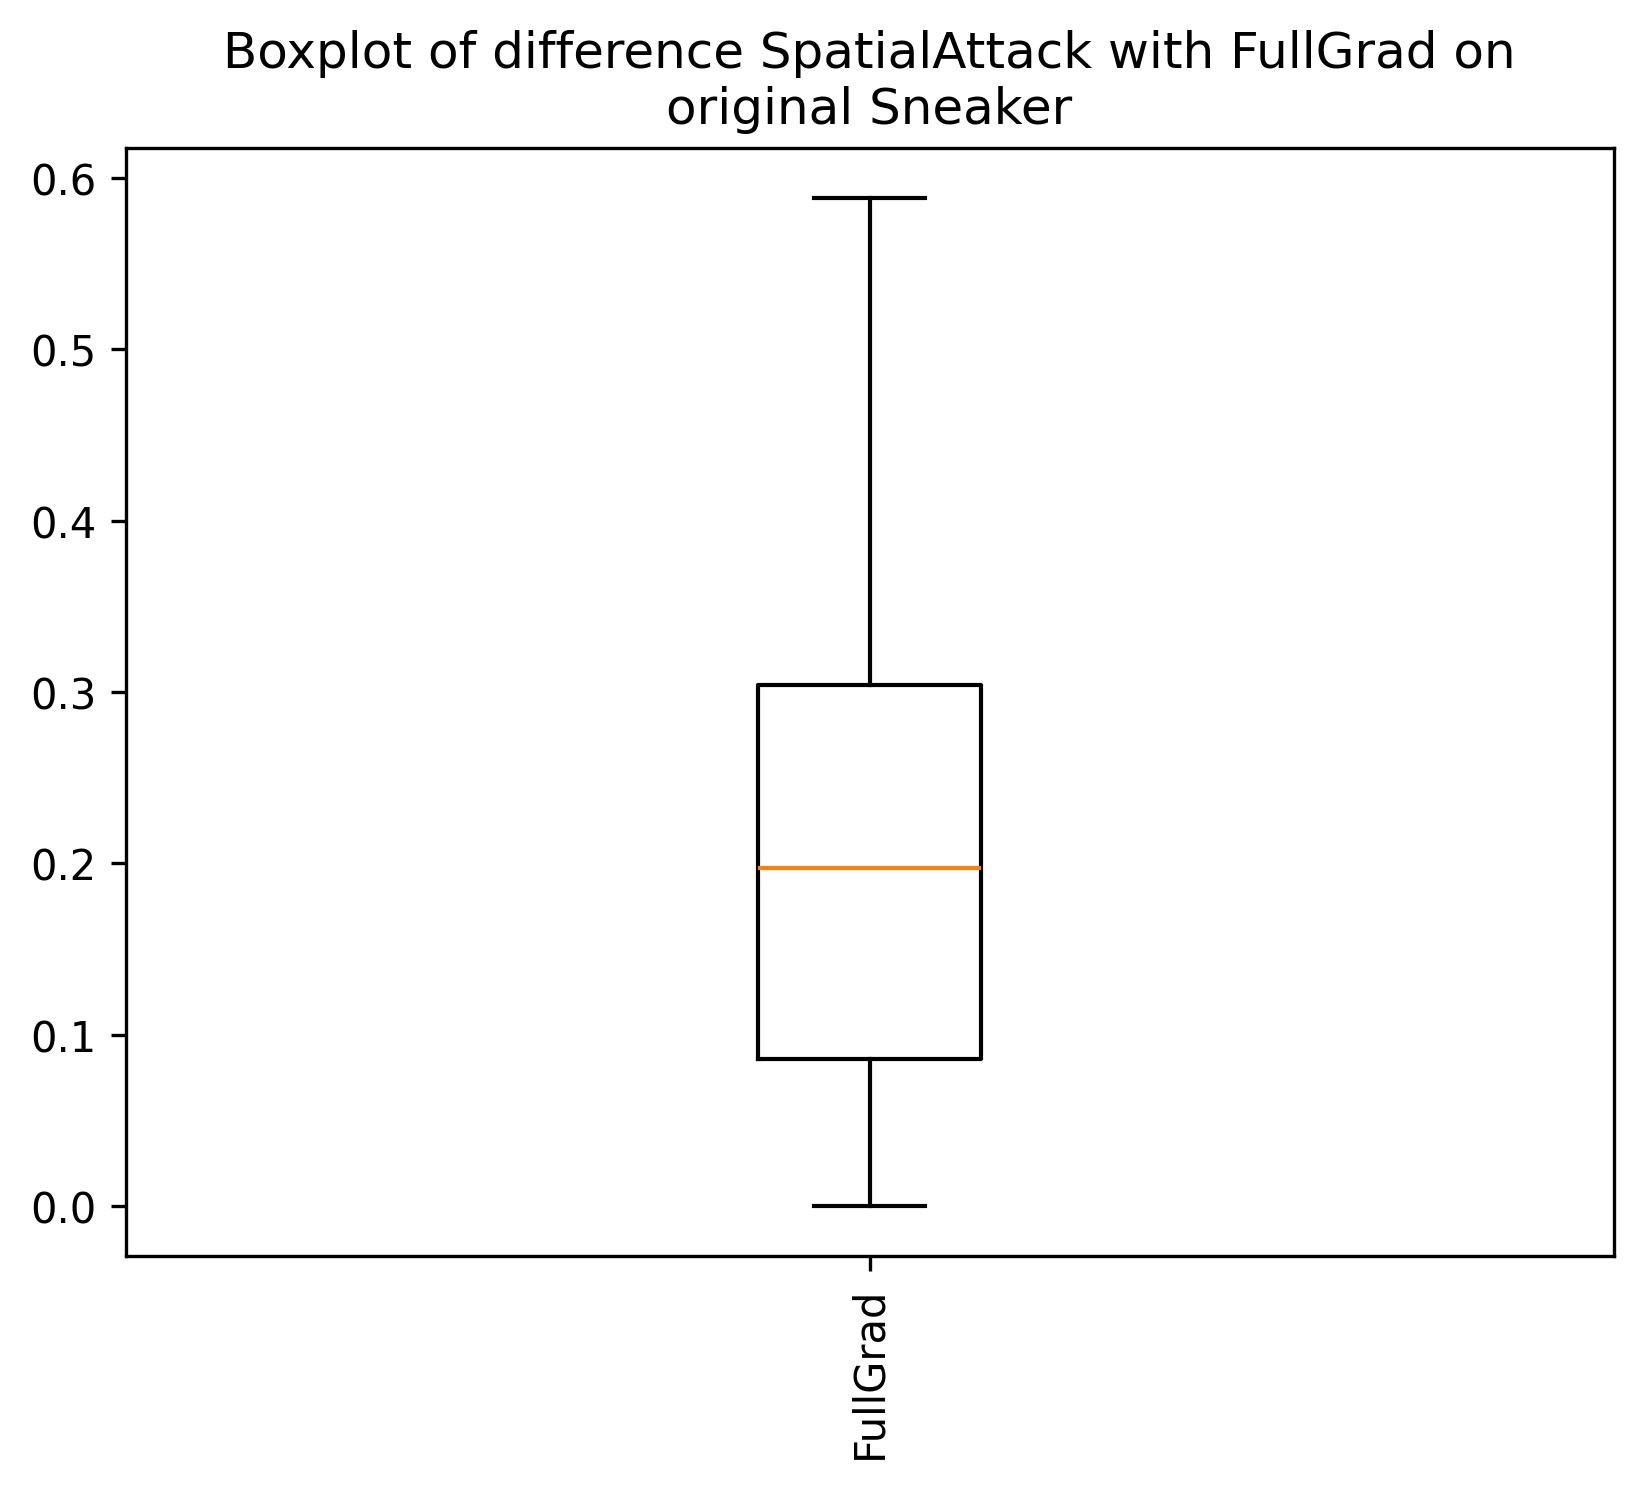 Boxplot of difference SpatialAttack with FullGrad on
original Sneaker
0.6
0.5
0.4
0.3
0.2
0.1
0.0
FullGrad